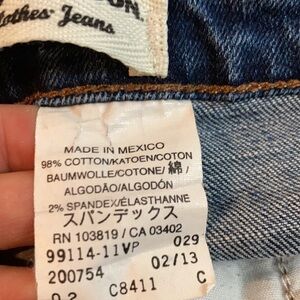 ON.
lothes Jeans
MADE IN MEXICO
98% COTTON/KATOEN/COTON
BAUMWOLLE/COTONE/ 綿 /
ALGODÃO/ALGODÓN
2% SPANDEX/ÉLASTHANNE
スパンデックス
RN 103819 / CA 03402
99114-11VP 029
200754 02/13
C8411 C